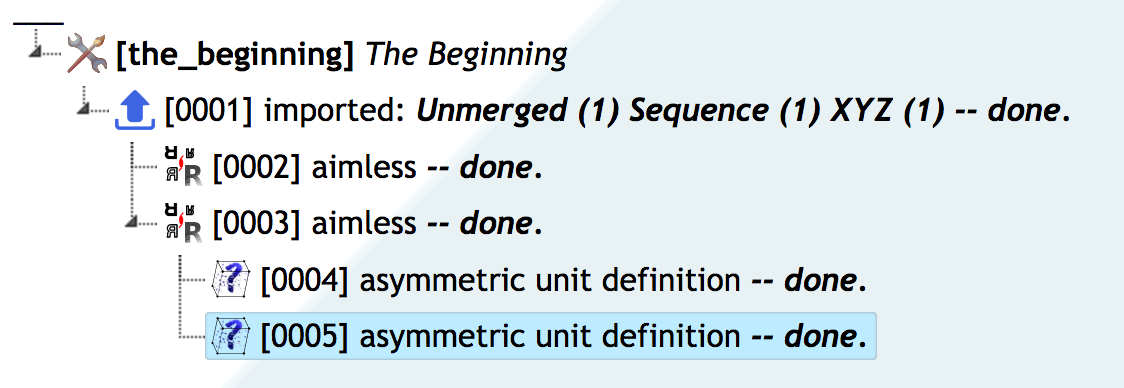 [the_beginning] The Beginning
[0001] imported: Unmerged (1) Sequence (1) XYZ (1) -- done.
[0002] aimless -- done.
[0003] aimless -- done.
[0004] asymmetric unit definition -- done.
[0005] asymmetric unit definition -- done.